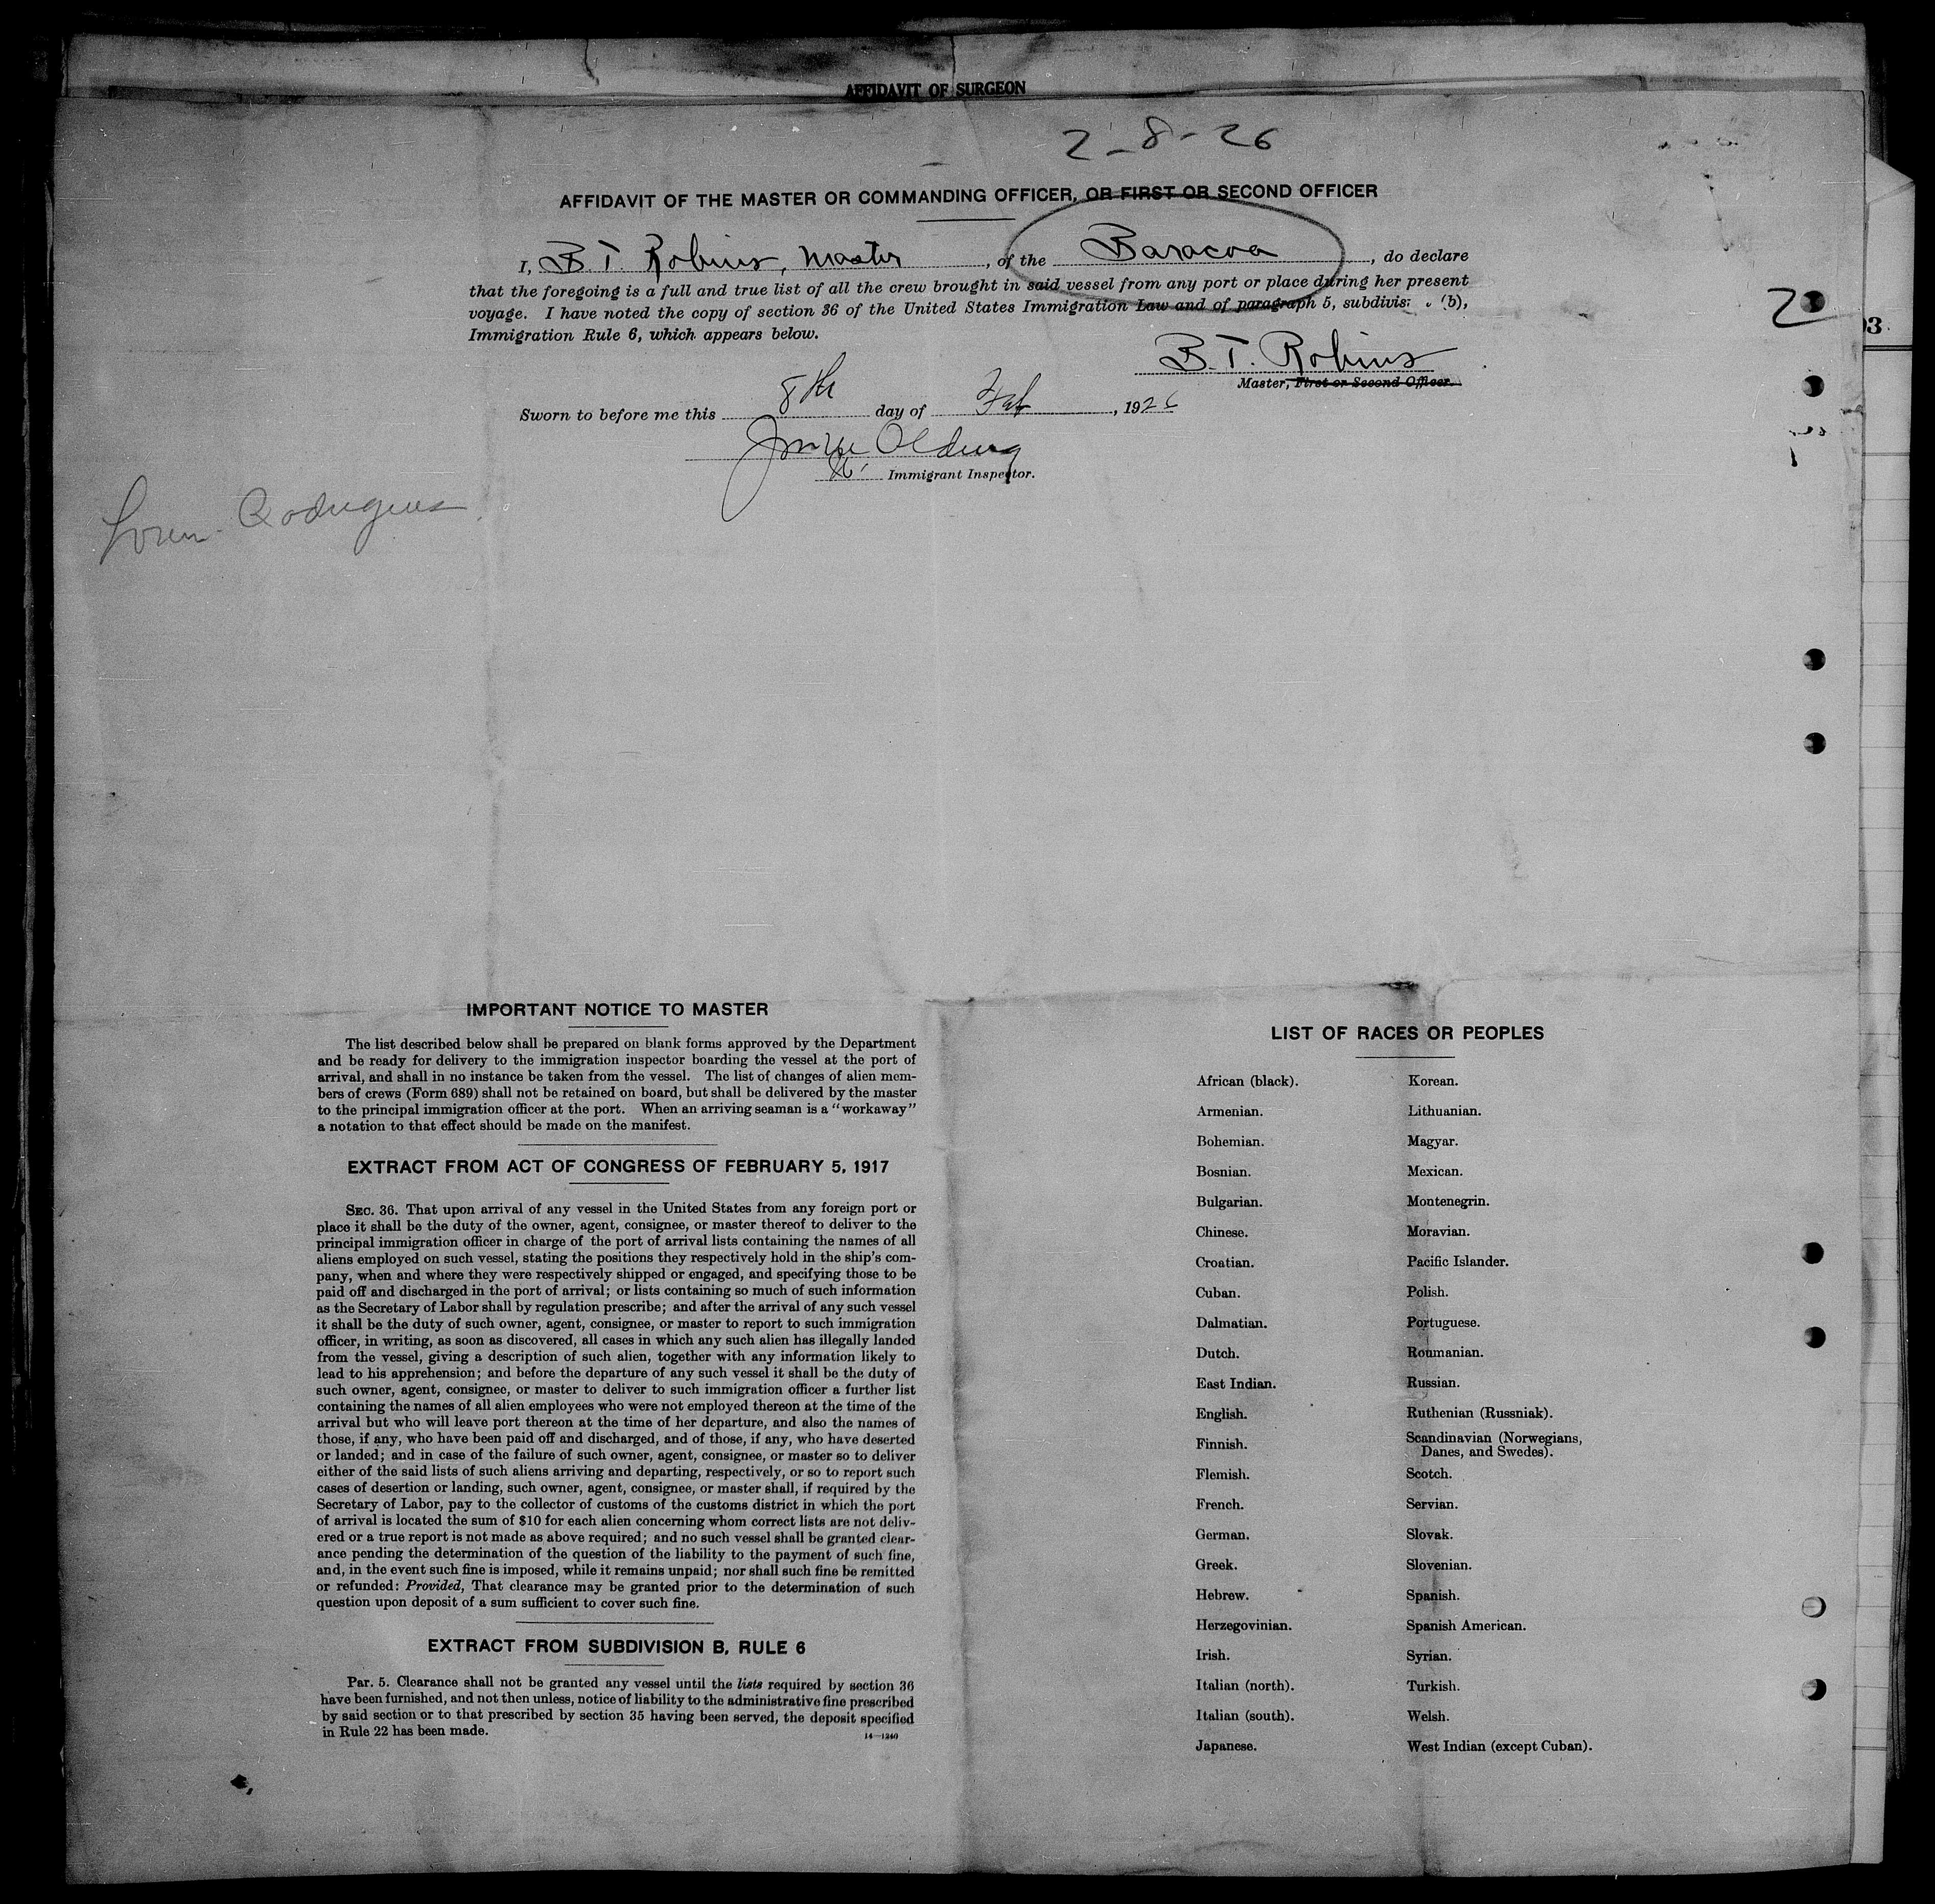 AFFIDAVIT OF SURGEON
2-8-26
AFFIDAVIT OF THE MASTER OR COMMANDING OFFICER, OR FIRST OR SECOND OFFICER
I, B. T. Robins, Master, of the Baracoa, do declare
that the foregoing is a full and true list of all the crew brought in said vessel from any port or place during her present
voyage. I have noted the copy of section 36 of the United States Immigration Law and of paragraph 5, subdivis (b),
Immigration Rule 6, which appears below.
B. T. Robins
Master, First or Second Officer.
Sworn to before me this 8th day of Feb, 1926
Immigrant Inspector.
2
93
Rodrigues
IMPORTANT NOTICE TO MASTER
The list described below shall be prepared on blank forms approved by the Department
and be ready for delivery to the immigration inspector boarding the vessel at the port of
arrival, and shall in no instance be taken from the vessel. The list of changes of alien mem-
bers of crews (Form 689) shall not be retained on board, but shall be delivered by the master
to the principal immigration officer at the port. When an arriving seaman is a "workaway"
a notation to that effect should be made on the manifest.
EXTRACT FROM ACT OF CONGRESS OF FEBRUARY 5, 1917
SEC. 36. That upon arrival of any vessel in the United States from any foreign port or
place it shall be the duty of the owner, agent, consignee, or master thereof to deliver to the
principal immigration officer in charge of the port of arrival lists containing the names of all
aliens employed on such vessel, stating the positions they respectively hold in the ship's com-
pany, when and where they were respectively shipped or engaged, and specifying those to be
paid off and discharged in the port of arrival; or lists containing so much of such information
as the Secretary of Labor shall by regulation prescribe; and after the arrival of any such vessel
it shall be the duty of such owner, agent, consignee, or master to report to such immigration
officer, in writing, as soon as discovered, all cases in which any such alien has illegally landed
from the vessel, giving a description of such alien, together with any information likely to
lead to his apprehension; and before the departure of any such vessel it shall be the duty of
such owner, agent, consignee, or master to deliver to such immigration officer a further list
containing the names of all alien employees who were not employed thereon at the time of the
arrival but who will leave port thereon at the time of her departure, and also the names of
those, if any, who have been paid off and discharged, and of those, if any, who have deserted
or landed; and in case of the failure of such owner, agent, consignee, or master so to deliver
either of the said lists of such aliens arriving and departing, respectively, or so to report such
cases of desertion or landing, such owner, agent, consignee, or master shall, if required by the
Secretary of Labor, pay to the collector of customs of the customs district in which the port
of arrival is located the sum of $10 for each alien concerning whom correct lists are not deliv-
ered or a true report is not made as above required; and no such vessel shall be granted clear-
ance pending the determination of the question of the liability to the payment of such fine,
and, in the event such fine is imposed, while it remains unpaid; nor shall such fine be remitted
or refunded: Provided, That clearance may be granted prior to the determination of such
question upon deposit of a sum sufficient to cover such fine.
EXTRACT FROM SUBDIVISION B, RULE 6
Par. 5. Clearance shall not be granted any vessel until the lists required by section 36
have been furnished, and not then unless, notice of liability to the administrative fine prescribed
by said section or to that prescribed by section 35 having been served, the deposit specified
in Rule 22 has been made.
14—1240
LIST OF RACES OR PEOPLES
African (black).
Armenian.
Bohemian.
Bosnian.
Bulgarian.
Chinese.
Croatian.
Cuban.
Dalmatian.
Dutch.
East Indian.
English.
Finnish.
Flemish.
French.
German.
Greek.
Hebrew.
Herzegovinian.
Irish.
Italian (north).
Italian (south).
Japanese.
Korean.
Lithuanian.
Magyar.
Mexican.
Montenegrin.
Moravian.
Pacific Islander.
Polish.
Portuguese.
Roumanian.
Russian.
Ruthenian (Russniak).
Scandinavian (Norwegians,
Danes, and Swedes).
Scotch.
Servian.
Slovak.
Slovenian.
Spanish.
Spanish American.
Syrian.
Turkish.
Welsh.
West Indian (except Cuban).